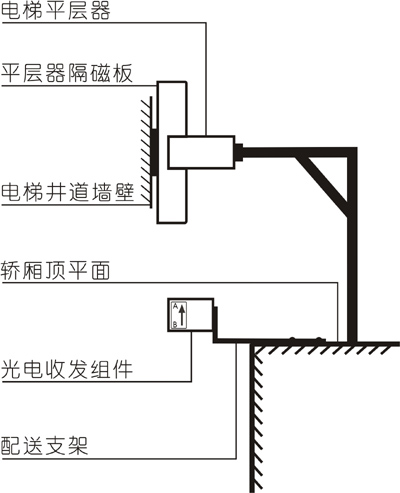 电梯平层器
平层器隔磁板
电梯井道墙壁
轿厢顶平面
A
B
光电收发组件
配送支架